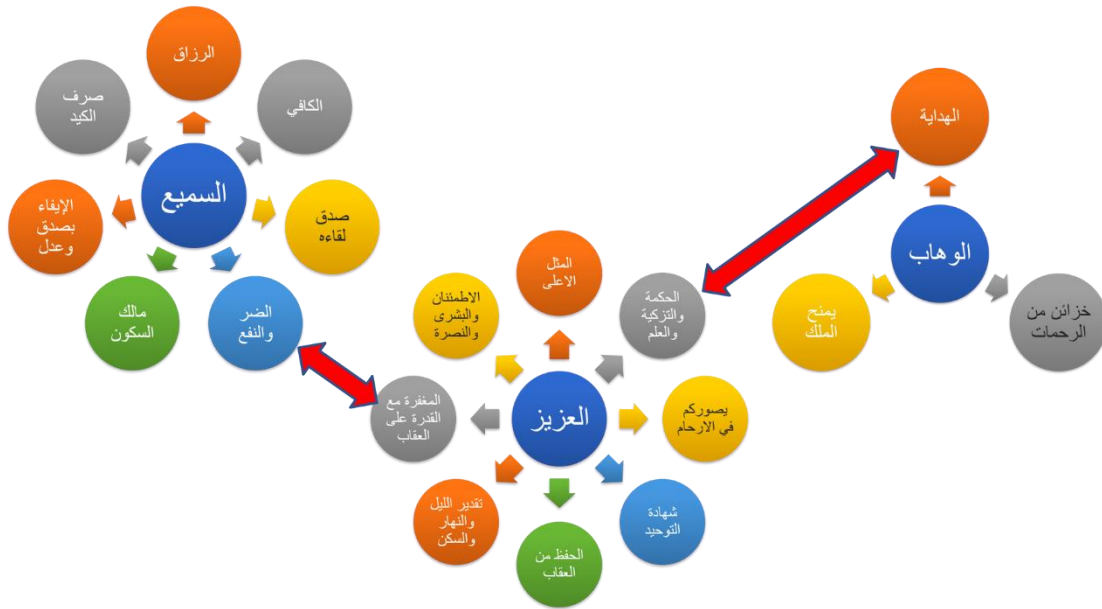 الرزاق
الكافي
صرف
الكيد
السميع
صدق
لقاءه
الإيفاء
بصدق
وعدل
مالك
السكون
الضر
والنفع
الهداية
الوهاب
خزائن من
الرحمات
يمنح
الملك
المثل
الاعلى
الحكمة
والتزكية
والعلم
الاطمئنان
والبشرى
والنصرة
العزيز
يصوركم
في الارحام
المغفرة مع
القدرة على
العقاب
شهادة
التوحيد
تقدير الليل
والنهار
والسكن
الحفظ من
العقاب